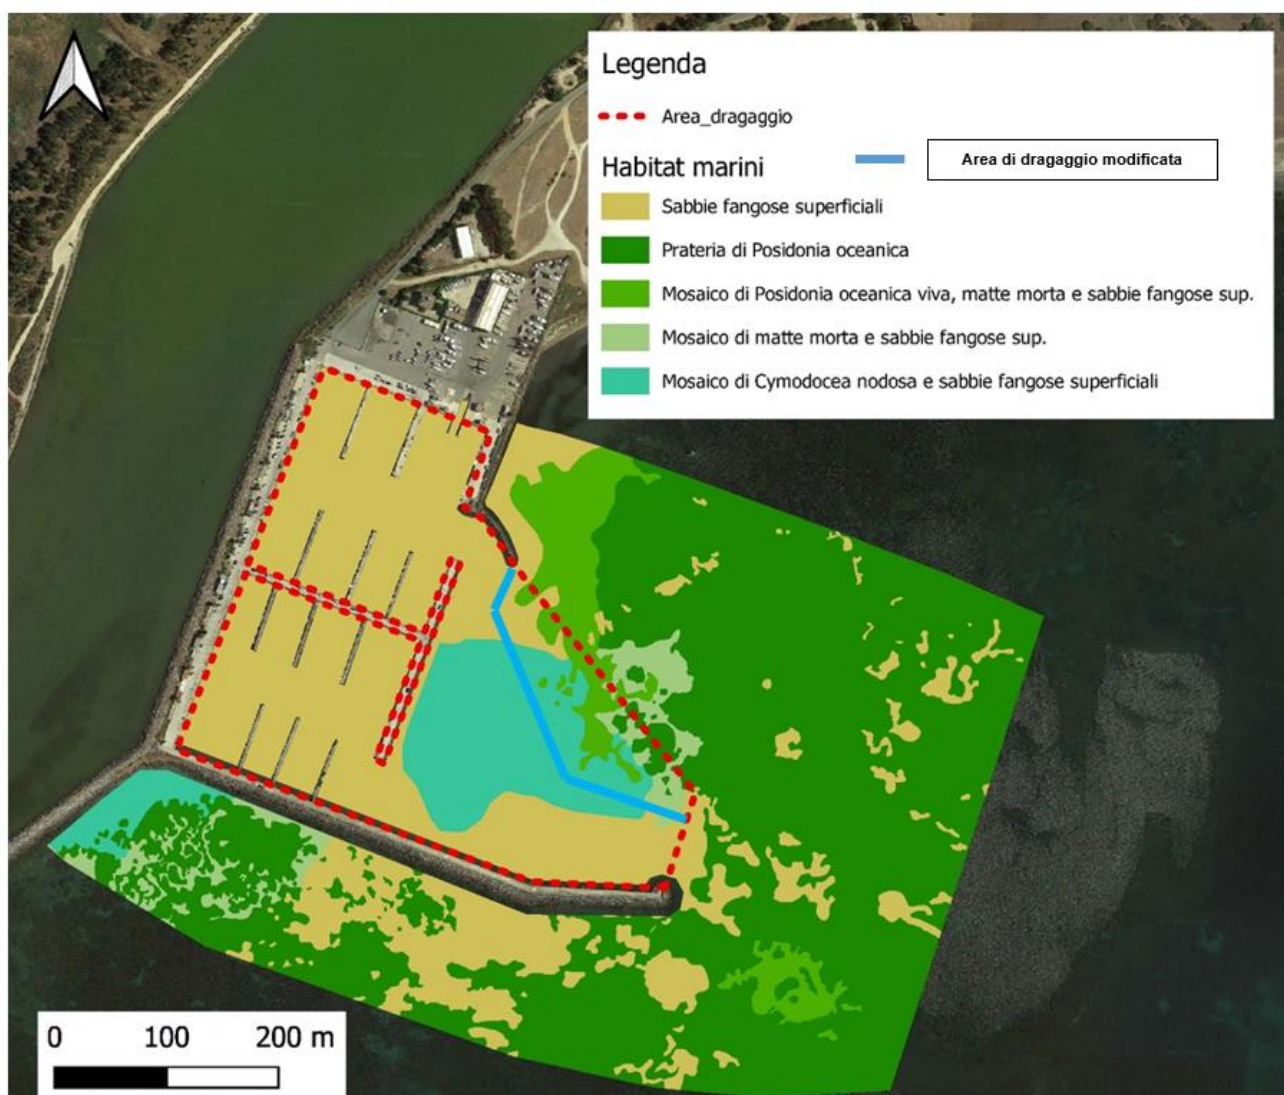 Legenda
Area_dragaggio
Area di dragaggio modificata
Habitat marini
Sabbie fangose superficiali
Prateria di Posidonia oceanica
Mosaico di Posidonia oceanica viva, matte morta e sabbie fangose sup.
Mosaico di matte morta e sabbie fangose sup.
Mosaico di Cymodocea nodosa e sabbie fangose superficiali
0 100 200 m